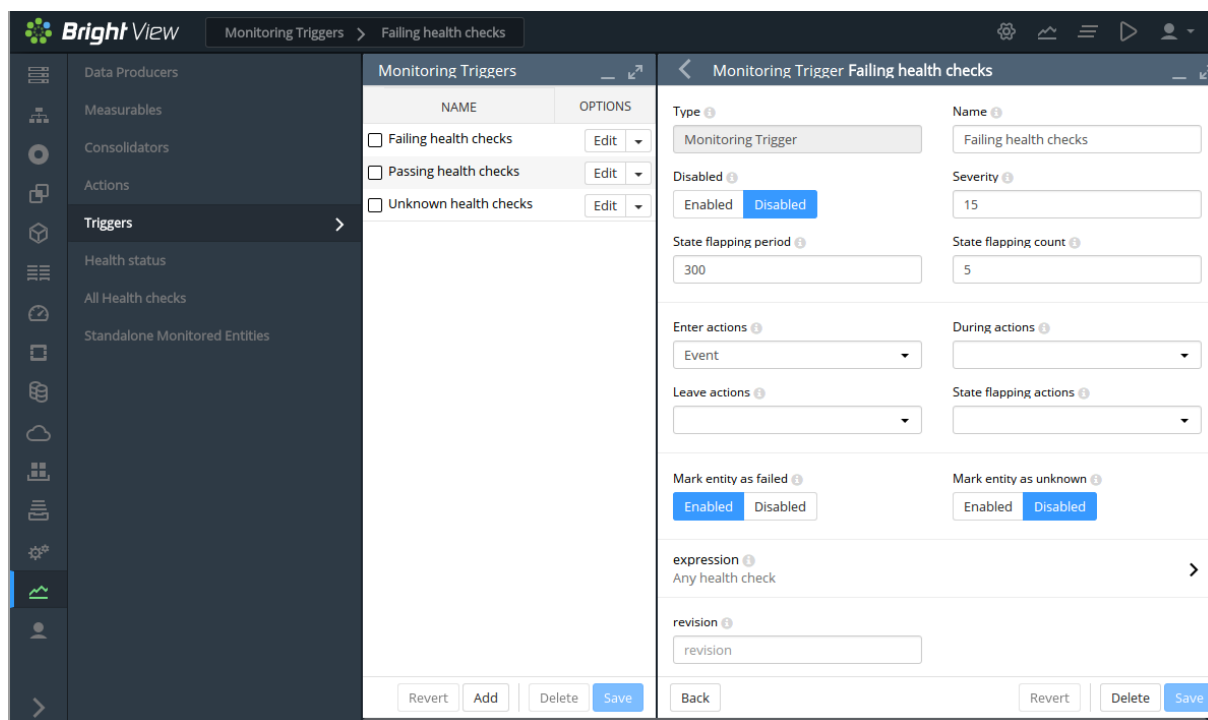 Bright View
Monitoring Triggers > Failing health checks
Data Producers
Measurables
Consolidators
Actions
Triggers
Health status
All Health checks
Standalone Monitored Entities
Monitoring Triggers
NAME OPTIONS
Failing health checks Edit
Passing health checks Edit
Unknown health checks Edit
Revert Add Delete Save
Monitoring Trigger Failing health checks
Type Name
Monitoring Trigger Failing health checks
Disabled Severity
Enabled Disabled 15
State flapping period State flapping count
300 5
Enter actions During actions
Event
Leave actions State flapping actions
Mark entity as failed Mark entity as unknown
Enabled Disabled Enabled Disabled
expression
Any health check
revision
revision
Back Revert Delete Save